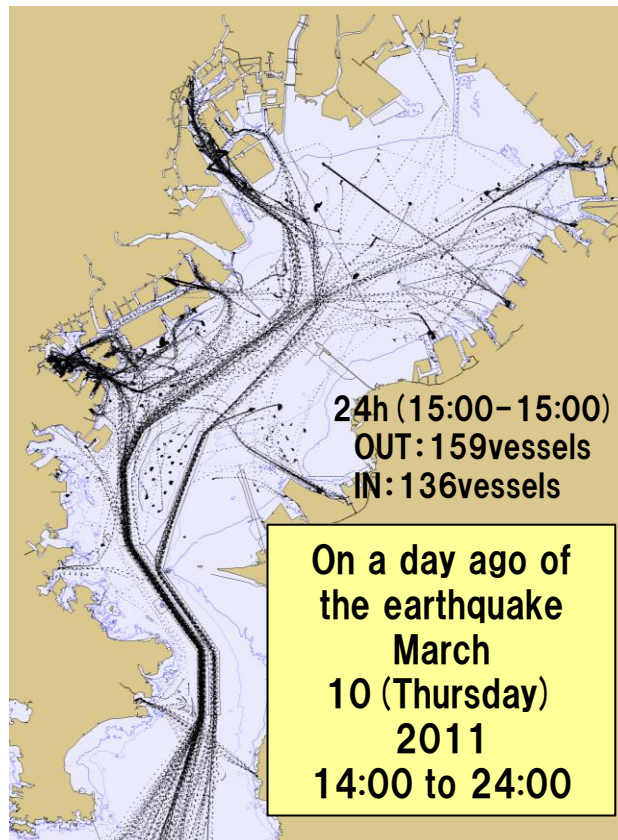 24h(15:00-15:00)
OUT:159vessels
IN:136vessels
On a day ago of
the earthquake
March
10(Thursday)
2011
14:00 to 24:00